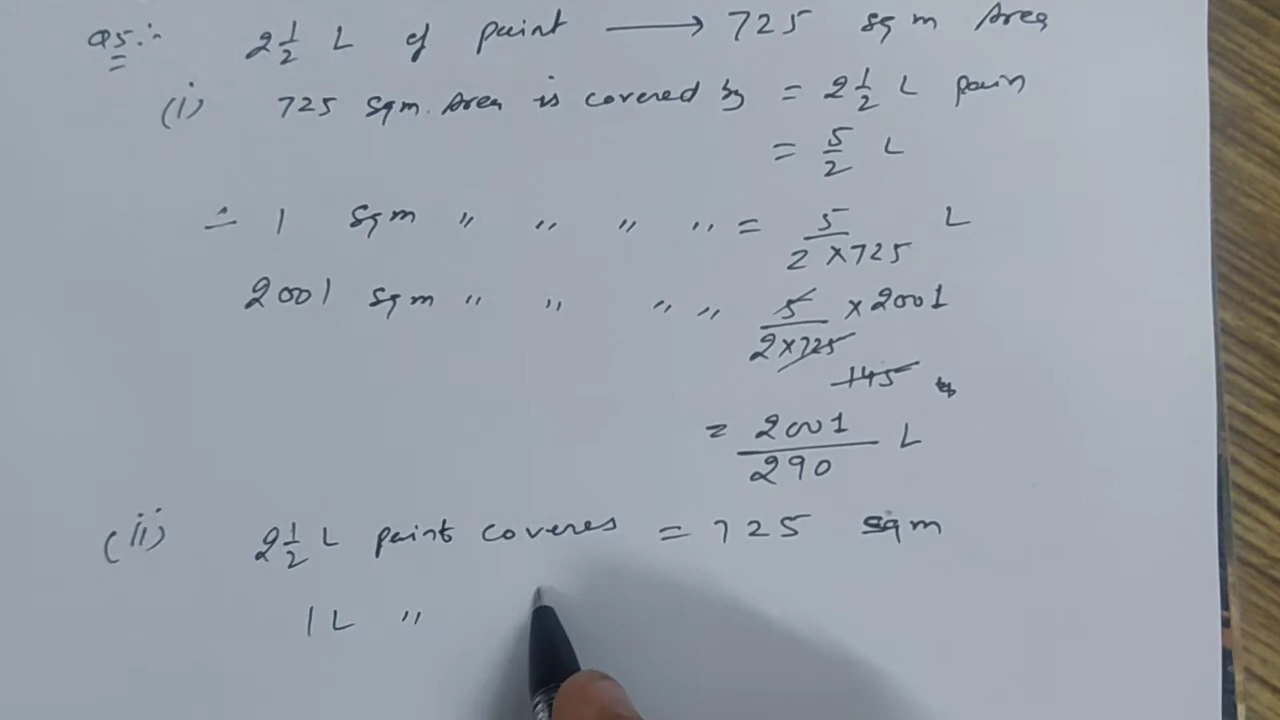 Q5:- 2 1/2 L of paint ⟶ 725 sqm Area
(i) 725 sqm. Area is covered by = 2 1/2 L pain
= 5/2 L
∴ 1 sqm " " " " = 5/(2 × 725) L
2001 sqm " " " " 5/(2×725) × 2001
145
= 2001/290 L
(ii) 2 1/2 L paint coveres = 725 sqm
1 L "